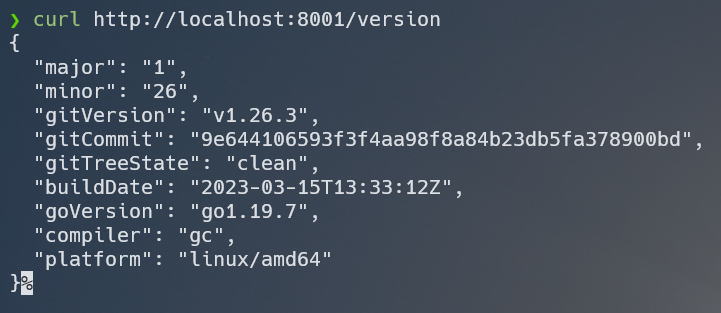 ❯ curl http://localhost:8001/version
{
  "major": "1",
  "minor": "26",
  "gitVersion": "v1.26.3",
  "gitCommit": "9e644106593f3f4aa98f8a84b23db5fa378900bd",
  "gitTreeState": "clean",
  "buildDate": "2023-03-15T13:33:12Z",
  "goVersion": "go1.19.7",
  "compiler": "gc",
  "platform": "linux/amd64"
}%